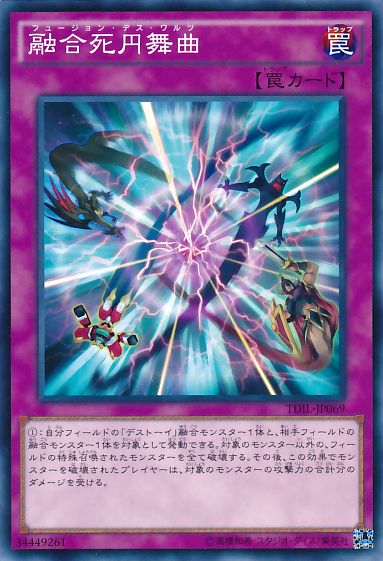 フュージョン・デス・ワルツ
融合死円舞曲
トラップ
罠
【罠カード】
TDIL-JP069
①：自分フィールドの「デストーイ」融合モンスター1体と、相手フィールドの
融合モンスター1体を対象として発動できる。対象のモンスター以外の、フィー
ルドの特殊召喚されたモンスターを全て破壊する。その後、この効果でモン
スターを破壊されたプレイヤーは、対象のモンスターの攻撃力の合計分の
ダメージを受ける。
34449261
©高橋和希 スタジオ・ダイス/集英社